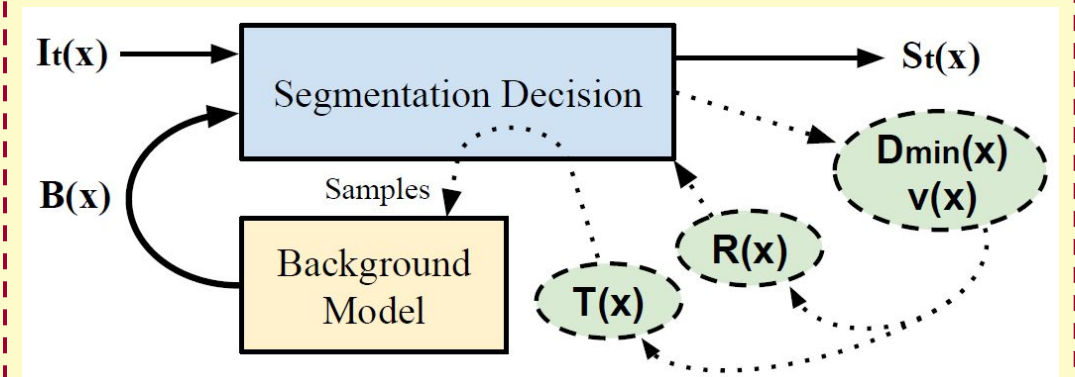 It(x)
Segmentation Decision
St(x)
Dmin(x)
v(x)
B(x)
Samples
R(x)
Background
Model
T(x)